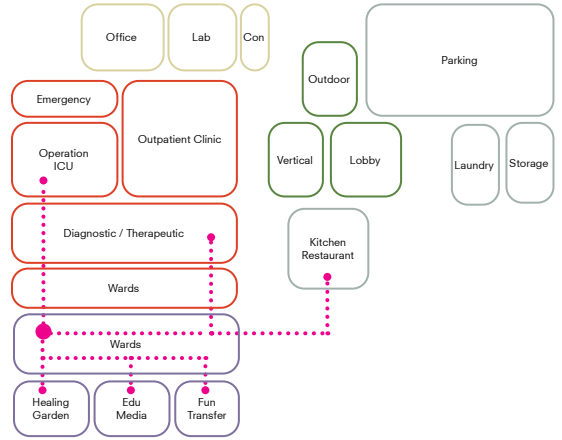 Office
Lab
Con
Parking
Outdoor
Emergency
Outpatient Clinic
Operation
ICU
Vertical
Lobby
Laundry
Storage
Diagnostic / Therapeutic
Kitchen
Restaurant
Wards
Wards
Healing
Garden
Edu
Media
Fun
Transfer